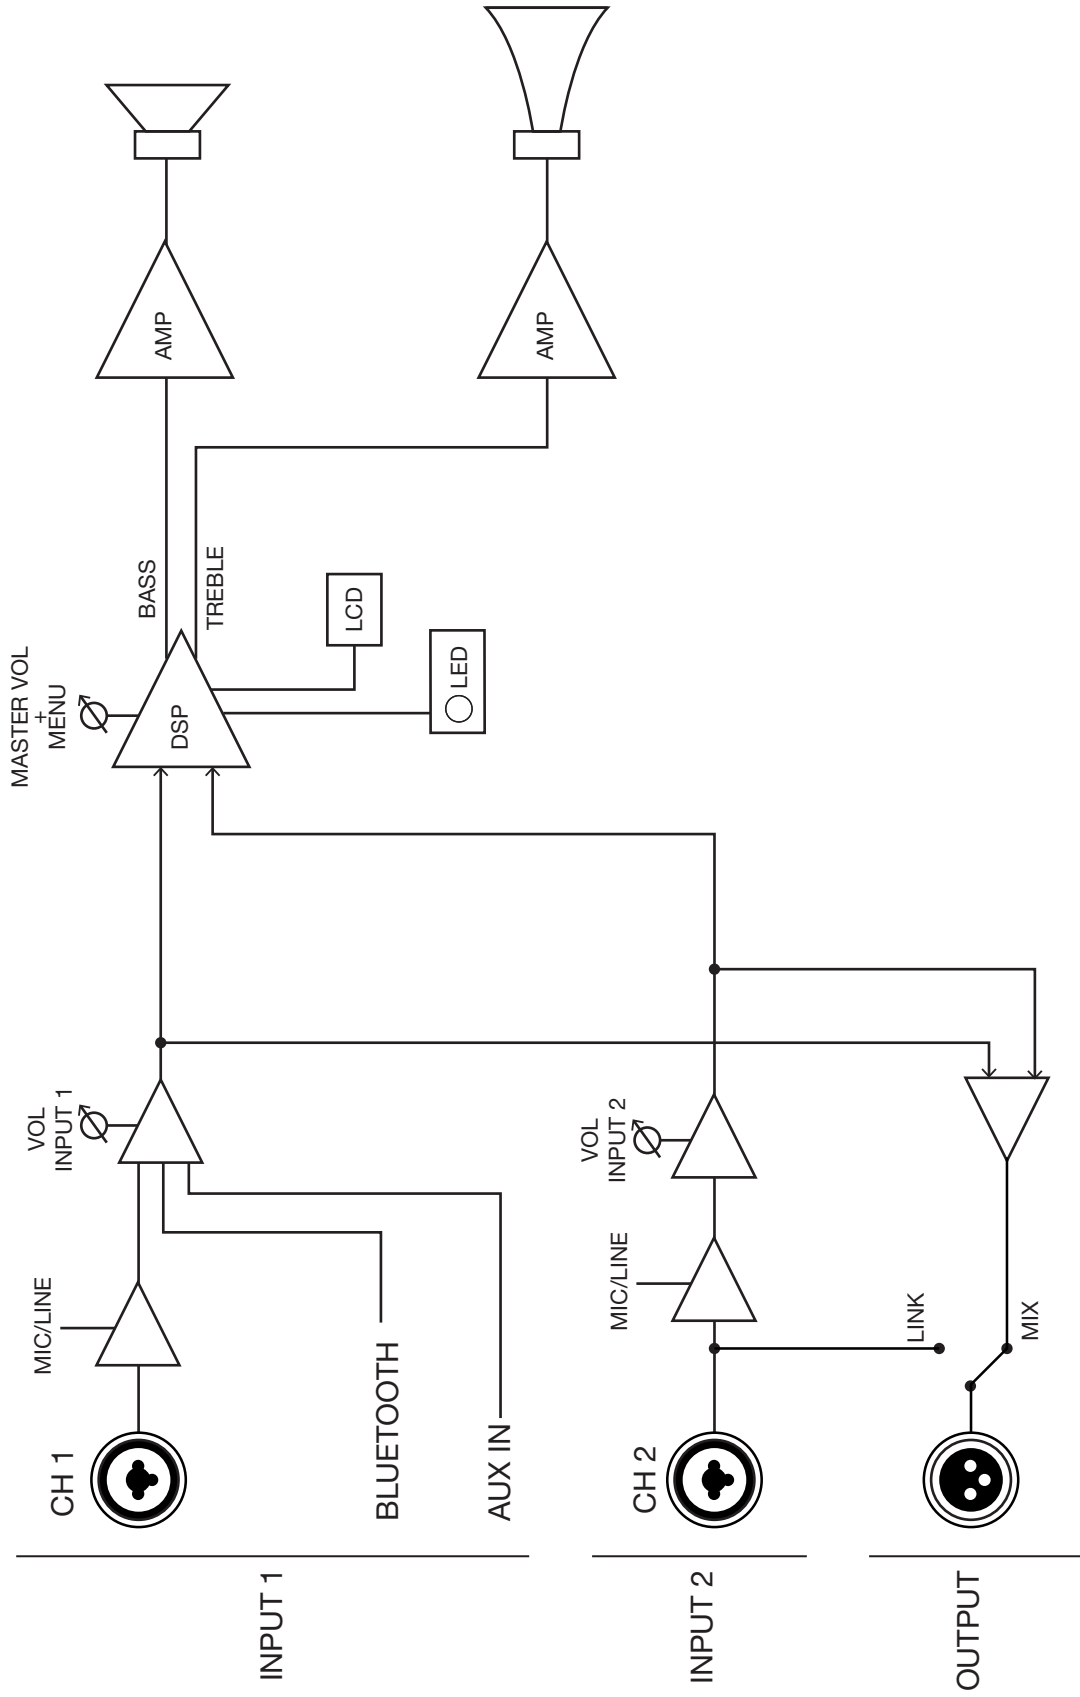 INPUT 1
CH 1
MIC/LINE
VOL
INPUT 1
BLUETOOTH
AUX IN
MASTER VOL
+
MENU
DSP
BASS
TREBLE
LCD
LED
AMP
AMP
INPUT 2
CH 2
MIC/LINE
VOL
INPUT 2
OUTPUT
LINK
MIX